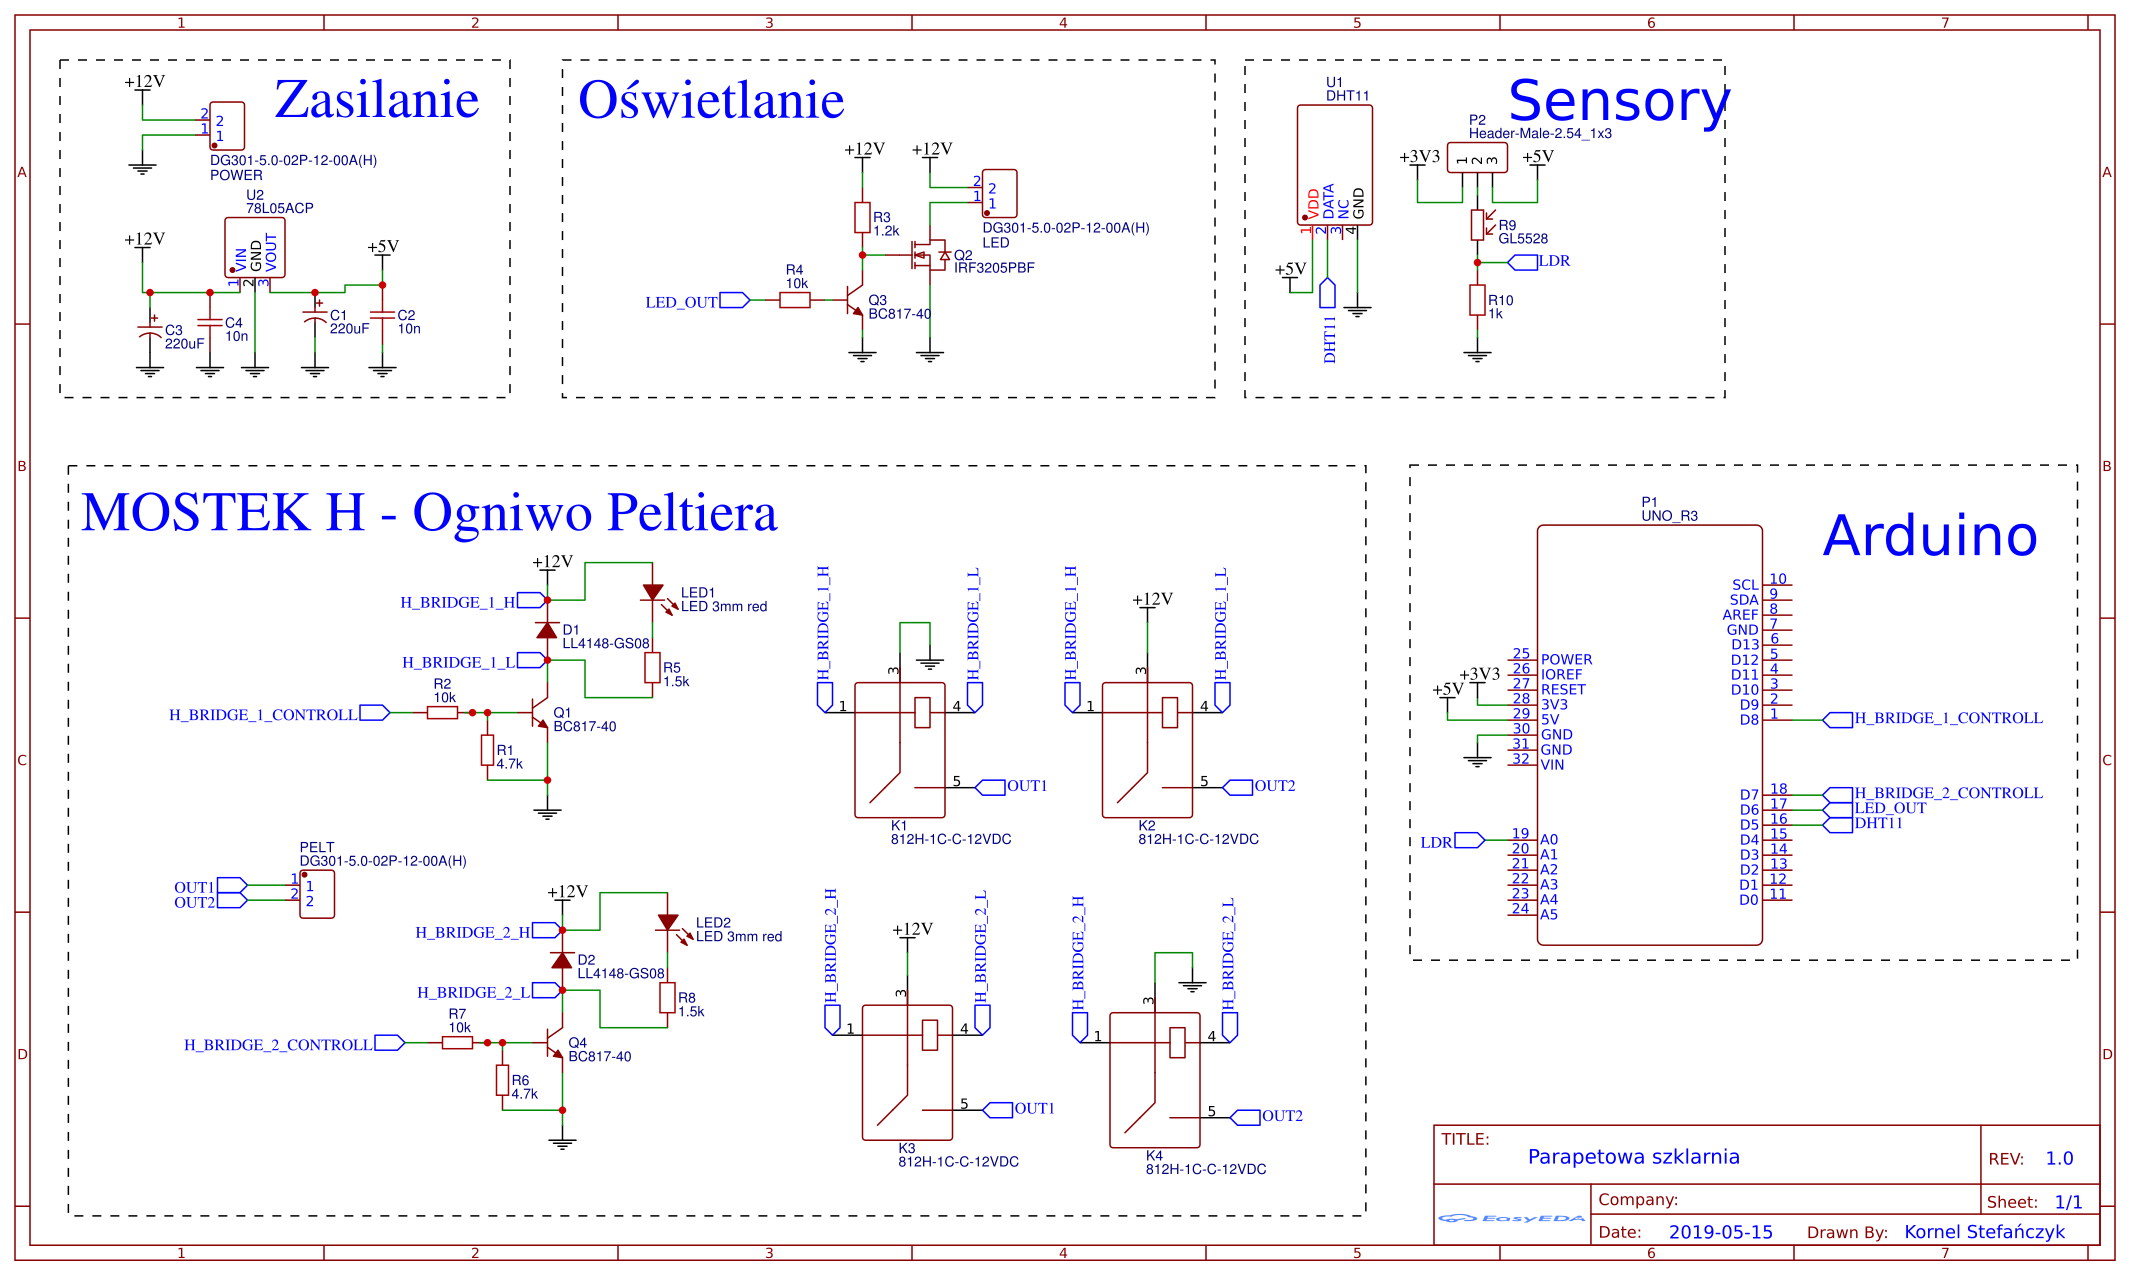 1 2 3 4 5 6 7
A A
B B
C C
D D
Zasilanie
+12V
2 2
1 1
DG301-5.0-02P-12-00A(H)
POWER
U2
78L05ACP
+12V
VIN
GND
VOUT
1 2 3
+5V
+
C3
220uF
C4
10n
+
C1
220uF
C2
10n
Oświetlanie
+12V
+12V
2 2
1 1
DG301-5.0-02P-12-00A(H)
LED
R3
1.2k
Q2
IRF3205PBF
R4
10k
LED_OUT
Q3
BC817-40
Sensory
U1
DHT11
VDD
DATA
NC
GND
1 2 3 4
+5V
DHT11
P2
Header-Male-2.54_1x3
1 2 3
+3V3
+5V
R9
GL5528
LDR
R10
1k
MOSTEK H - Ogniwo Peltiera
+12V
H_BRIDGE_1_H
LED1
LED 3mm red
D1
LL4148-GS08
H_BRIDGE_1_L
R5
1.5k
R2
10k
H_BRIDGE_1_CONTROLL
Q1
BC817-40
R1
4.7k
H_BRIDGE_1_H
H_BRIDGE_1_L
3
1 4
5 OUT1
K1
812H-1C-C-12VDC
H_BRIDGE_1_H
H_BRIDGE_1_L
+12V
3
1 4
5 OUT2
K2
812H-1C-C-12VDC
PELT
DG301-5.0-02P-12-00A(H)
OUT1 1 1
OUT2 2 2
+12V
H_BRIDGE_2_H
LED2
LED 3mm red
D2
LL4148-GS08
H_BRIDGE_2_L
R8
1.5k
R7
10k
H_BRIDGE_2_CONTROLL
Q4
BC817-40
R6
4.7k
H_BRIDGE_2_H
H_BRIDGE_2_L
+12V
3
1 4
5 OUT1
K3
812H-1C-C-12VDC
H_BRIDGE_2_H
H_BRIDGE_2_L
3
1 4
5 OUT2
K4
812H-1C-C-12VDC
Arduino
P1
UNO_R3
SCL 10
SDA 9
AREF 8
GND 7
D13 6
D12 5
D11 4
D10 3
D9 2
D8 1 H_BRIDGE_1_CONTROLL
+3V3
+5V
25 POWER
26 IOREF
27 RESET
28 3V3
29 5V
30 GND
31 GND
32 VIN
D7 18 H_BRIDGE_2_CONTROLL
D6 17 LED_OUT
D5 16 DHT11
D4 15
D3 14
D2 13
D1 12
D0 11
LDR 19 A0
20 A1
21 A2
22 A3
23 A4
24 A5
TITLE:
Parapetowa szklarnia
REV: 1.0
EasyEDA
Company:
Sheet: 1/1
Date: 2019-05-15 Drawn By: Kornel Stefańczyk
1 2 3 4 5 6 7